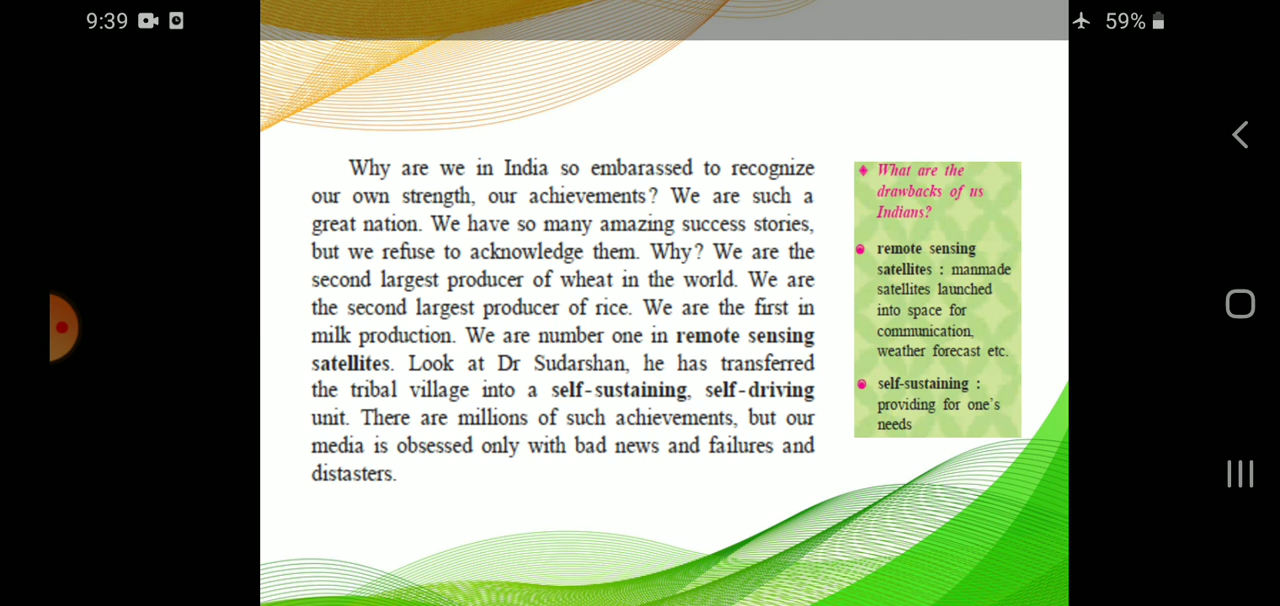 9:39
59%
Why are we in India so embarassed to recognize
our own strength, our achievements? We are such a
great nation. We have so many amazing success stories,
but we refuse to acknowledge them. Why? We are the
second largest producer of wheat in the world. We are
the second largest producer of rice. We are the first in
milk production. We are number one in remote sensing
satellites. Look at Dr Sudarshan, he has transferred
the tribal village into a self-sustaining, self-driving
unit. There are millions of such achievements, but our
media is obsessed only with bad news and failures and
distasters.
What are the
drawbacks of us
Indians?
remote sensing
satellites : manmade
satellites launched
into space for
communication,
weather forecast etc.
self-sustaining :
providing for one's
needs